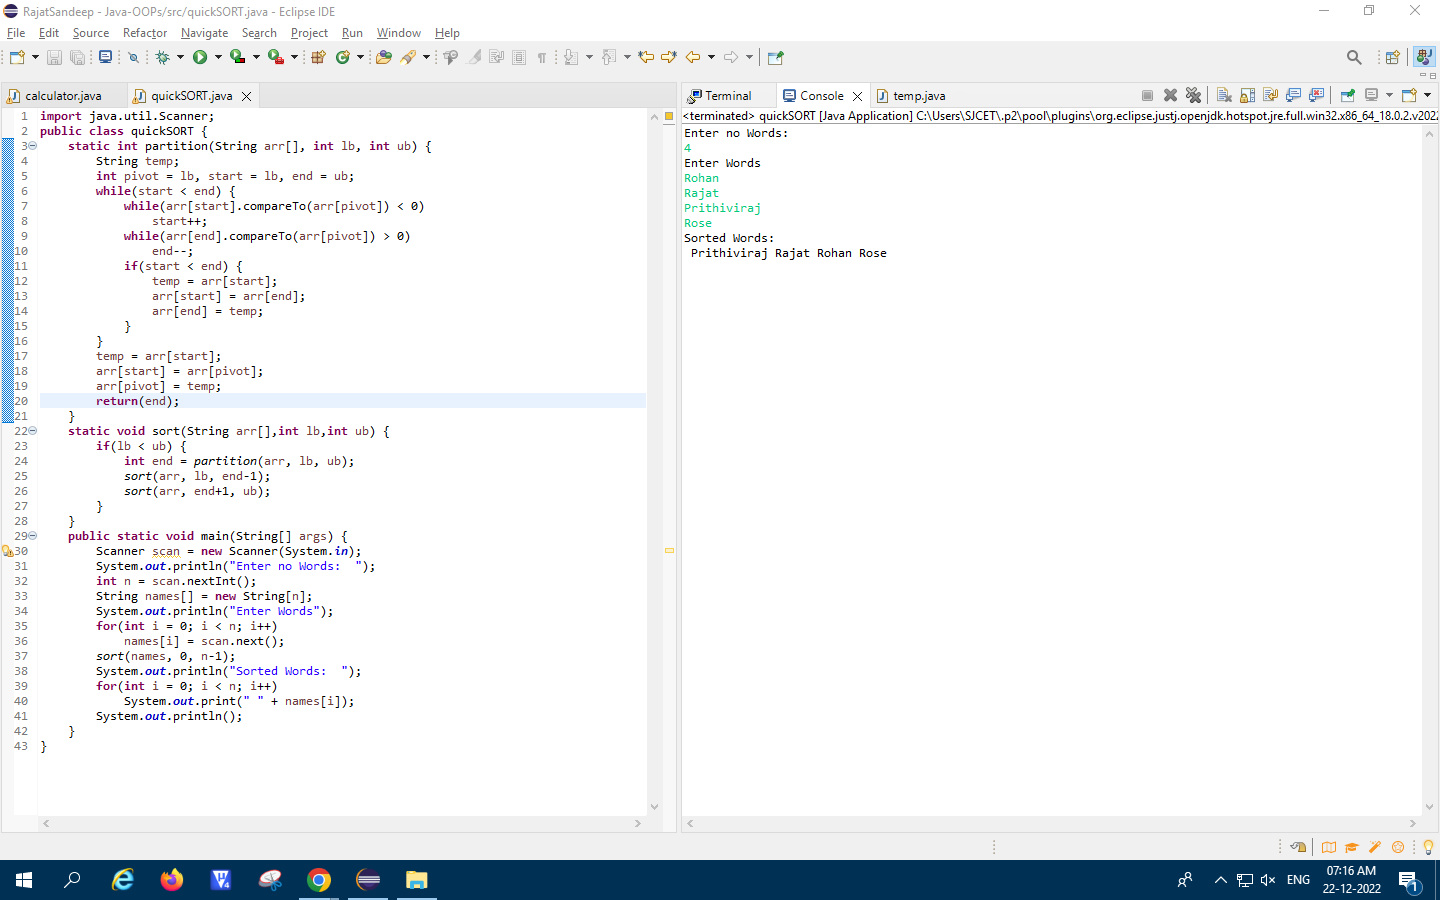 RajatSandeep - Java-OOPs/src/quickSORT.java - Eclipse IDE
File Edit Source Refactor Navigate Search Project Run Window Help
calculator.java quickSORT.java
1 import java.util.Scanner;
2 public class quickSORT {
3 static int partition(String arr[], int lb, int ub) {
4 String temp;
5 int pivot = lb, start = lb, end = ub;
6 while(start < end) {
7 while(arr[start].compareTo(arr[pivot]) < 0)
8 start++;
9 while(arr[end].compareTo(arr[pivot]) > 0)
10 end--;
11 if(start < end) {
12 temp = arr[start];
13 arr[start] = arr[end];
14 arr[end] = temp;
15 }
16 }
17 temp = arr[start];
18 arr[start] = arr[pivot];
19 arr[pivot] = temp;
20 return(end);
21 }
22 static void sort(String arr[],int lb,int ub) {
23 if(lb < ub) {
24 int end = partition(arr, lb, ub);
25 sort(arr, lb, end-1);
26 sort(arr, end+1, ub);
27 }
28 }
29 public static void main(String[] args) {
30 Scanner scan = new Scanner(System.in);
31 System.out.println("Enter no Words:  ");
32 int n = scan.nextInt();
33 String names[] = new String[n];
34 System.out.println("Enter Words");
35 for(int i = 0; i < n; i++)
36 names[i] = scan.next();
37 sort(names, 0, n-1);
38 System.out.println("Sorted Words:  ");
39 for(int i = 0; i < n; i++)
40 System.out.print(" " + names[i]);
41 System.out.println();
42 }
43 }
Terminal Console temp.java
<terminated> quickSORT [Java Application] C:\Users\SJCET\.p2\pool\plugins\org.eclipse.justj.openjdk.hotspot.jre.full.win32.x86_64_18.0.2.v2022
Enter no Words:
4
Enter Words
Rohan
Rajat
Prithiviraj
Rose
Sorted Words:
Prithiviraj Rajat Rohan Rose
ENG
07:16 AM
22-12-2022
1